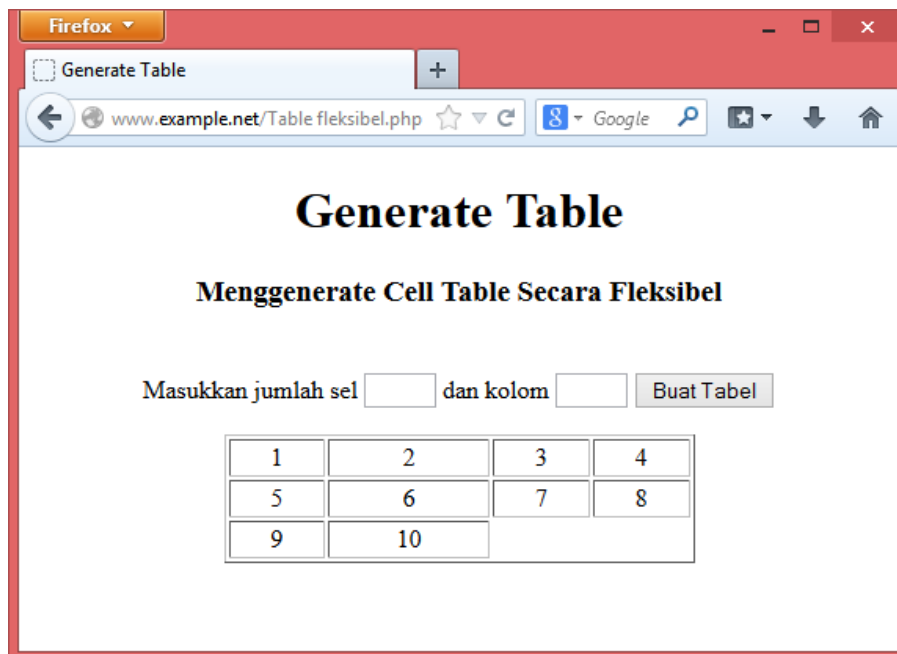 Firefox
Generate Table
www.example.net/Table fleksibel.php
8 Google
Generate Table
Menggenerate Cell Table Secara Fleksibel
Masukkan jumlah sel dan kolom Buat Tabel
1 2 3 4
5 6 7 8
9 10